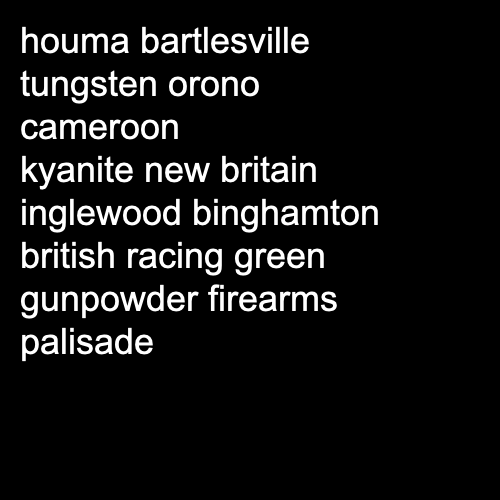 houma bartlesville
tungsten orono
cameroon
kyanite new britain
inglewood binghamton
british racing green
gunpowder firearms
palisade